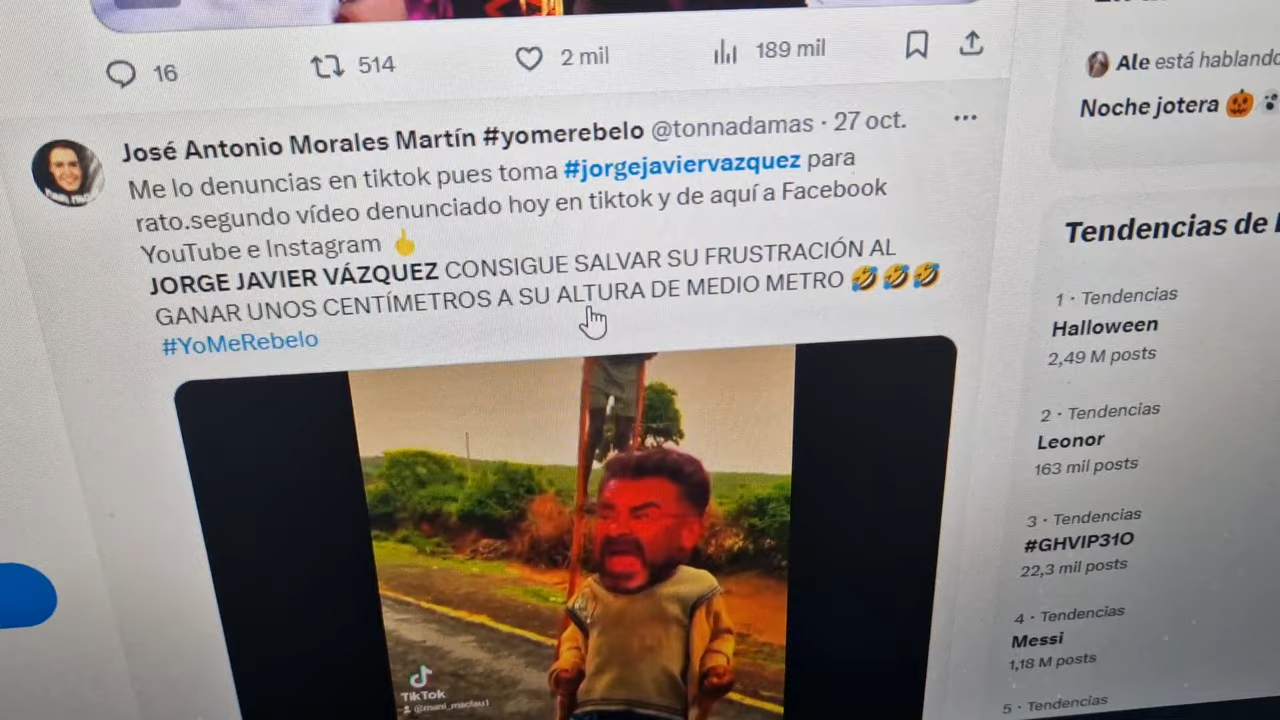 16
514
2 mil
189 mil
José Antonio Morales Martín #yomerebelo @tonnadamas · 27 oct.
Me lo denuncias en tiktok pues toma #jorgejaviervazquez para
rato.segundo vídeo denunciado hoy en tiktok y de aquí a Facebook
YouTube e Instagram
JORGE JAVIER VÁZQUEZ CONSIGUE SALVAR SU FRUSTRACIÓN AL
GANAR UNOS CENTÍMETROS A SU ALTURA DE MEDIO METRO 🤣🤣🤣
#YoMeRebelo
TikTok
Ale está hablando
Noche jotera 🎃
Tendencias de
1 · Tendencias
Halloween
2,49 M posts
2 · Tendencias
Leonor
163 mil posts
3 · Tendencias
#GHVIP31O
22,3 mil posts
4 · Tendencias
Messi
1,18 M posts
5 · Tendencias